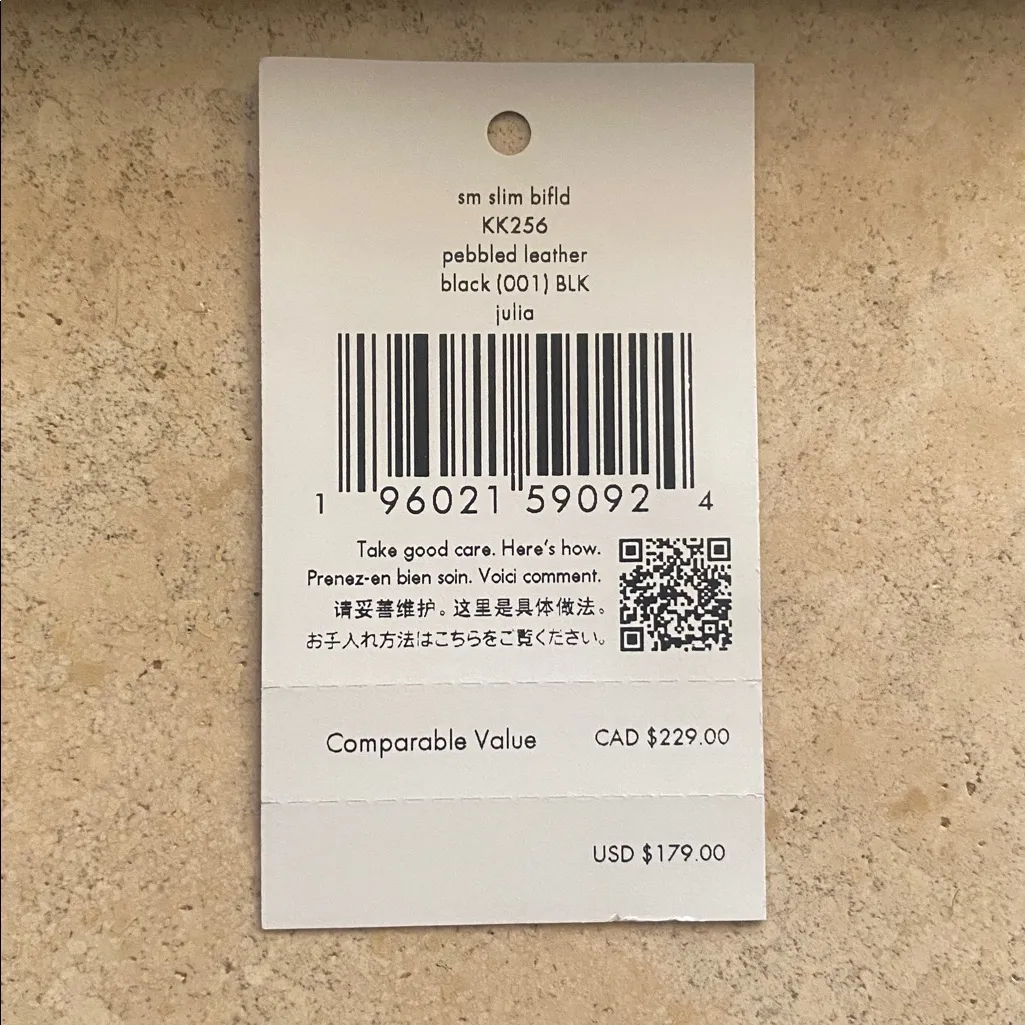 sm slim bifld
KK256
pebbled leather
black (001) BLK
julia
1 96021 59092 4
Take good care. Here's how.
Prenez-en bien soin. Voici comment.
请妥善维护。这里是具体做法。
お手入れ方法はこちらをご覧ください。
Comparable Value CAD $229.00
USD $179.00